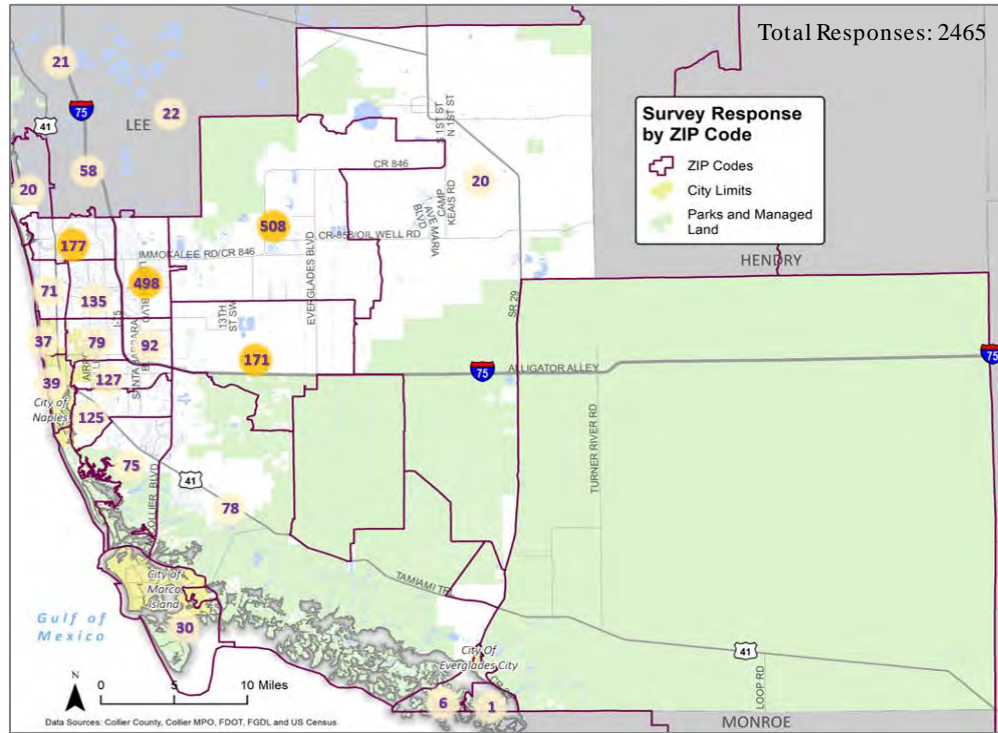 Total Responses: 2465
21
75
22
41
LEE
58
20
Survey Response
by ZIP Code
ZIP Codes
City Limits
Parks and Managed
Land
S 1ST ST
N 1ST ST
CR 846
20
CAMP
KEAIS RD
AVE MARIA
BLVD
508
CR-858/OIL WELL RD
177
IMMOKALEE RD/CR 846
HENDRY
498
BLVD
EVERGLADES BLVD
SR 29
71
135
I-75
13TH
ST SW
37
79
92
SANTA BARBARA
171
75
75
ALLIGATOR ALLEY
39
127
City of
Naples
125
TURNER RIVER RD
75
41
OLLIER BLVD
78
TAMIAMI TRL
City of
Marco
Island
Gulf of
Mexico
30
City Of
Everglades City
41
LOOP RD
N
0
5
10 Miles
6
1
MONROE
Data Sources: Collier County, Collier MPO, FDOT, FGDL and US Census